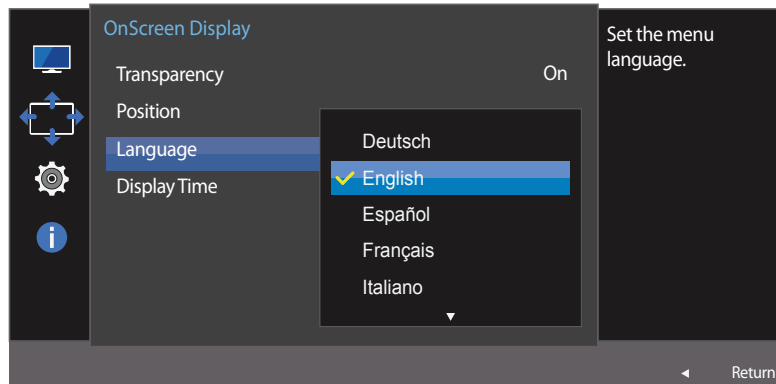 OnScreen Display
Transparency On
Position
Language
Display Time
Deutsch
English
Español
Français
Italiano
Set the menu
language.
Return